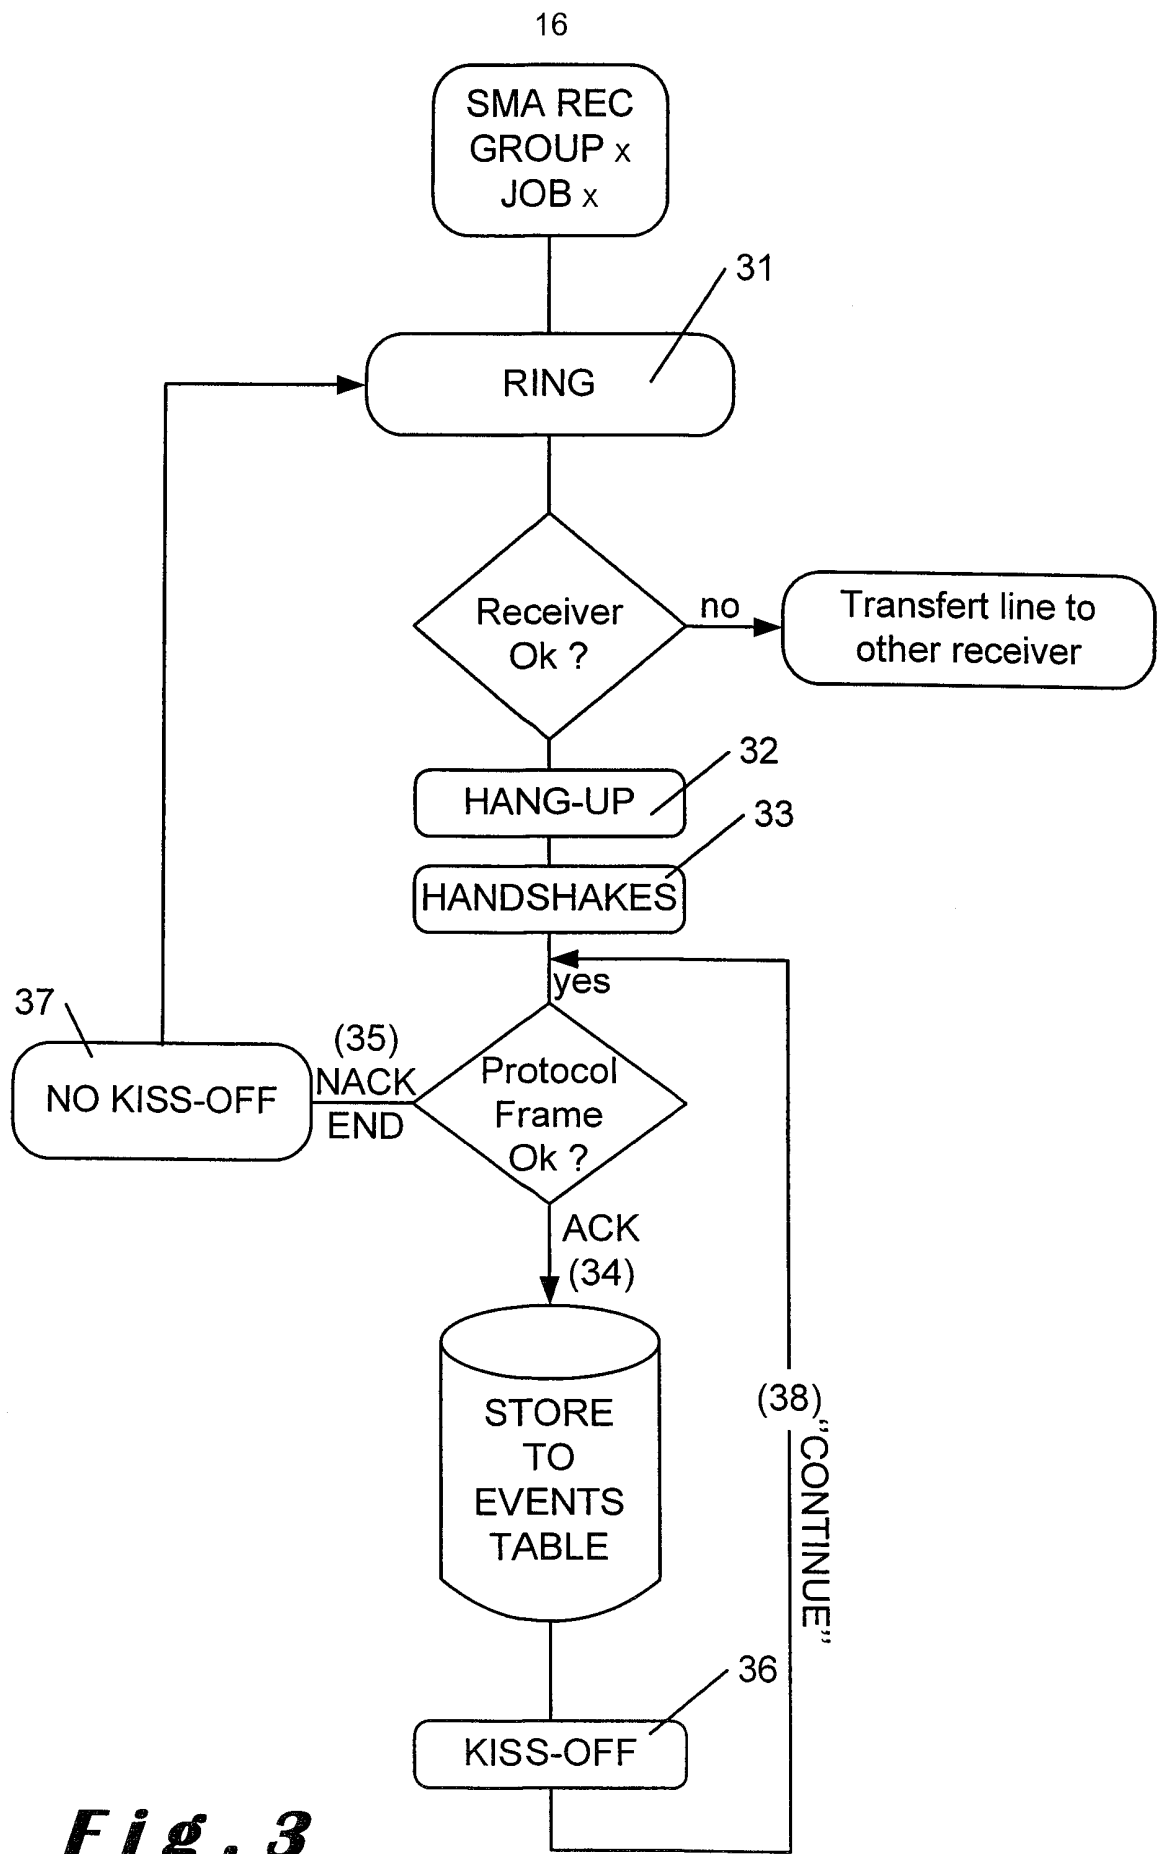 16
SMA REC
GROUP x
JOB x
31
RING
Receiver
Ok ?
no
Transfert line to
other receiver
32
HANG-UP
33
HANDSHAKES
yes
37
NO KISS-OFF
(35)
NACK
END
Protocol
Frame
Ok ?
ACK
(34)
STORE
TO
EVENTS
TABLE
(38)
"CONTINUE"
36
KISS-OFF
Fig. 3